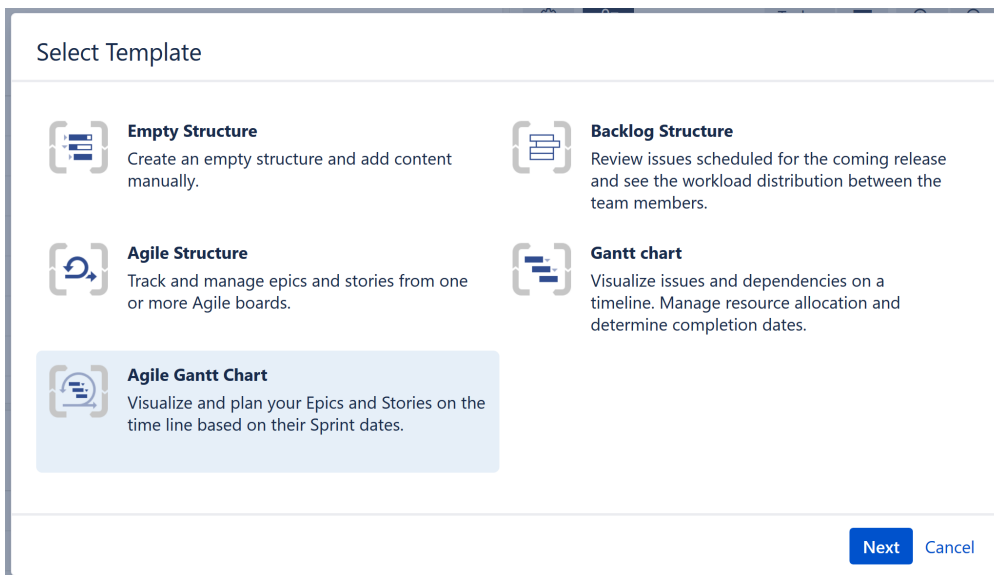 Select Template
Empty Structure
Create an empty structure and add content
manually.
Backlog Structure
Review issues scheduled for the coming release
and see the workload distribution between the
team members.
Agile Structure
Track and manage epics and stories from one
or more Agile boards.
Gantt chart
Visualize issues and dependencies on a
timeline. Manage resource allocation and
determine completion dates.
Agile Gantt Chart
Visualize and plan your Epics and Stories on the
time line based on their Sprint dates.
Next Cancel